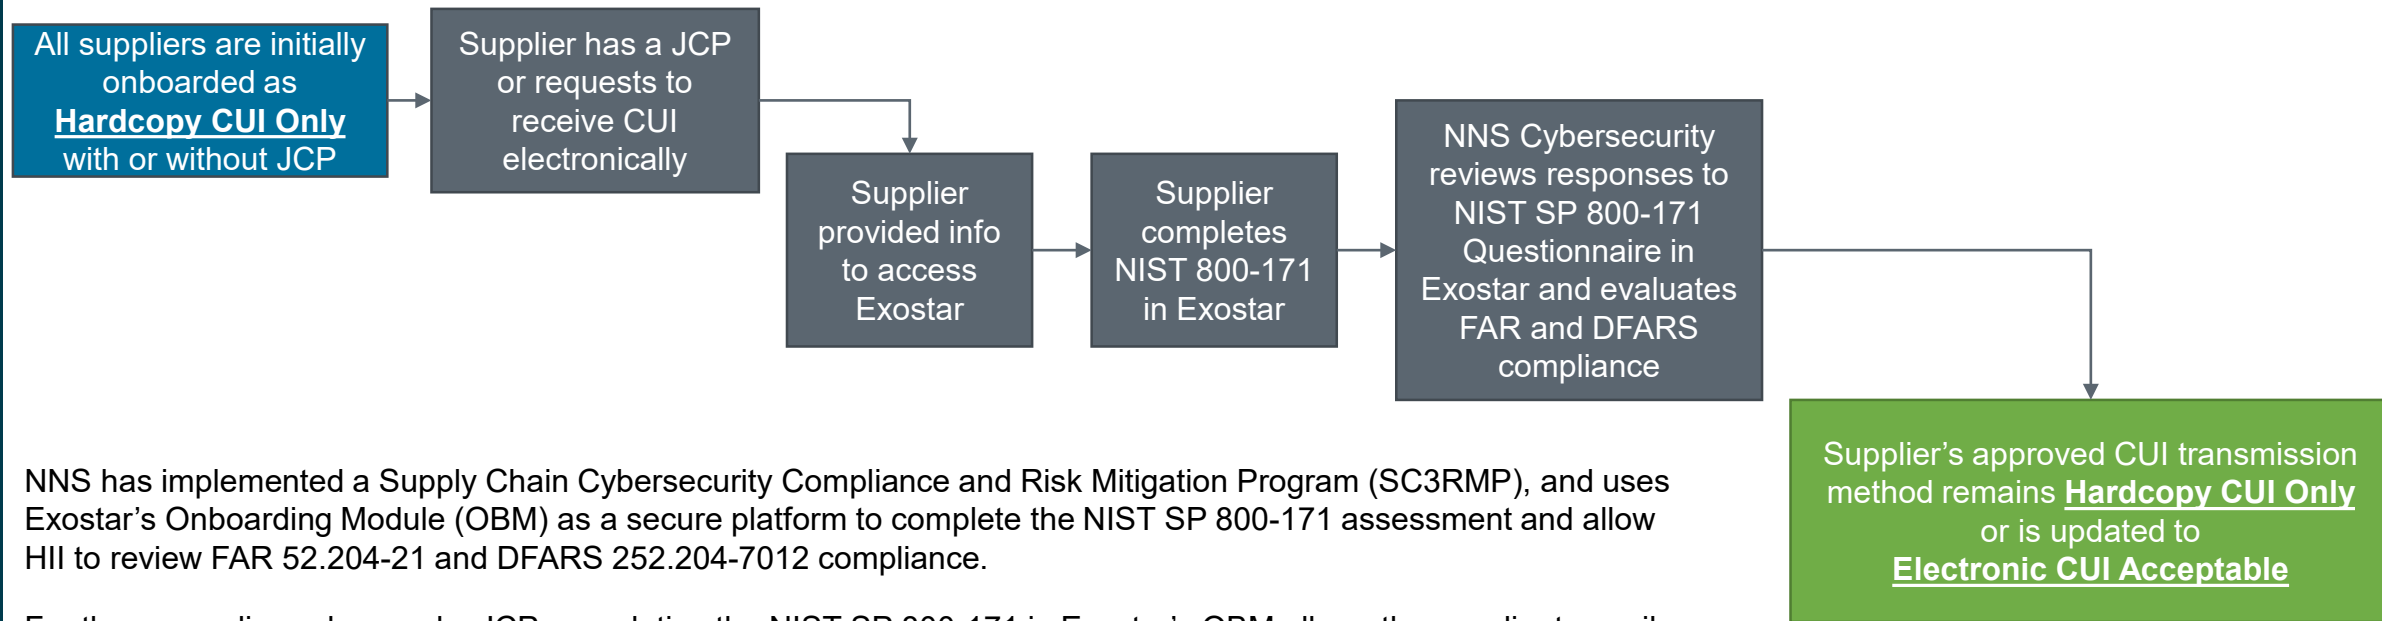 All suppliers are initially
onboarded as
Hardcopy CUI Only
with or without JCP
Supplier has a JCP
or requests to
receive CUI
electronically
Supplier
provided info
to access
Exostar
Supplier
completes
NIST 800-171
in Exostar
NNS Cybersecurity
reviews responses to
NIST SP 800-171
Questionnaire in
Exostar and evaluates
FAR and DFARS
compliance
Supplier’s approved CUI transmission
method remains Hardcopy CUI Only
or is updated to
Electronic CUI Acceptable
NNS has implemented a Supply Chain Cybersecurity Compliance and Risk Mitigation Program (SC3RMP), and uses
Exostar’s Onboarding Module (OBM) as a secure platform to complete the NIST SP 800-171 assessment and allow
HII to review FAR 52.204-21 and DFARS 252.204-7012 compliance.